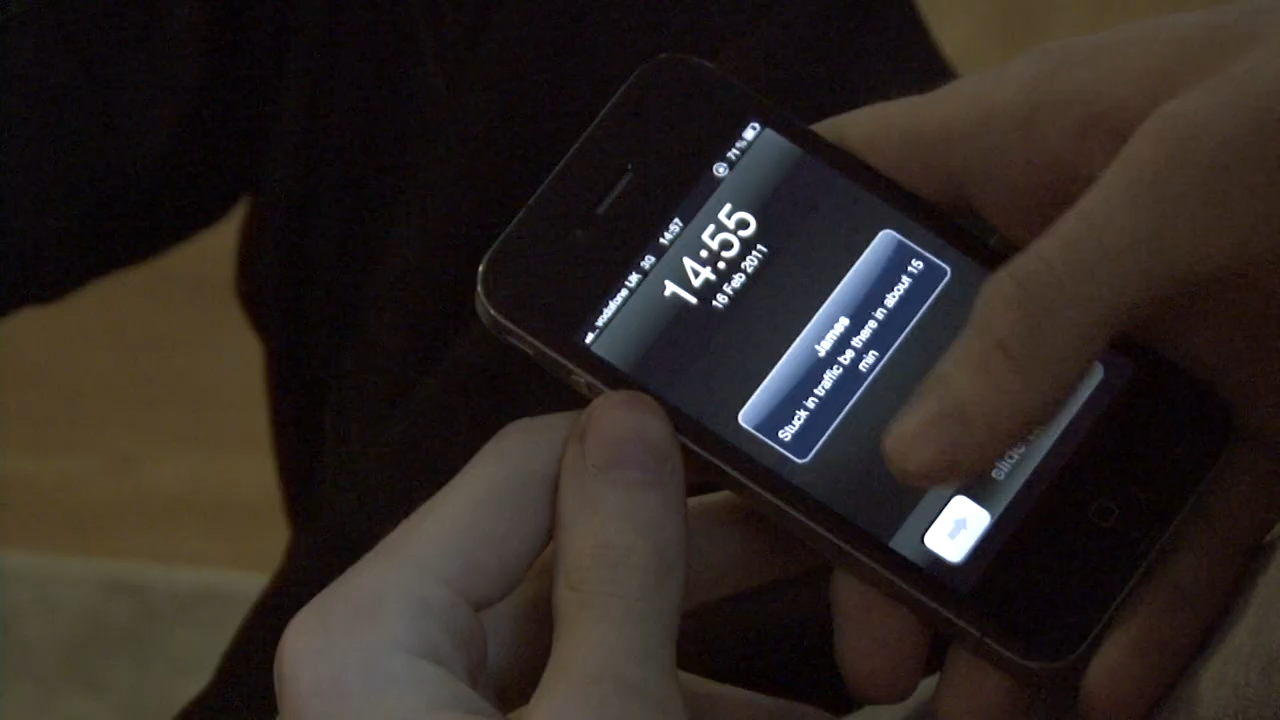 vodafone UK 3G 14:57 71%
14:55
16 Feb 2011
James
Stuck in traffic be there in about 15
min
slide